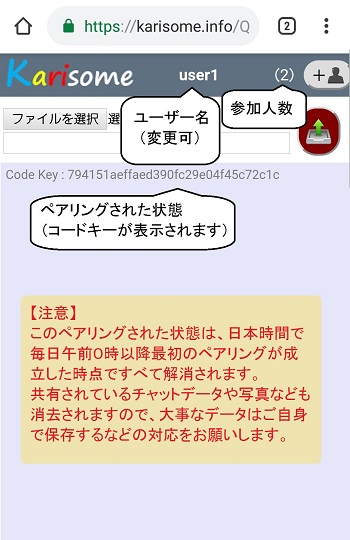 https://karisome.info/Q
2
Karisome
user1
(2)
ファイルを選択 選
ユーザー名
(変更可)
参加人数
Code Key : 794151aeffaed390fc29e04f45c72c1c
ペアリングされた状態
(コードキーが表示されます)
【注意】
このペアリングされた状態は、日本時間で
毎日午前0時以降最初のペアリングが成
立した時点ですべて解消されます。
共有されているチャットデータや写真なども
消去されますので、大事なデータはご自身
で保存するなどの対応をお願いします。